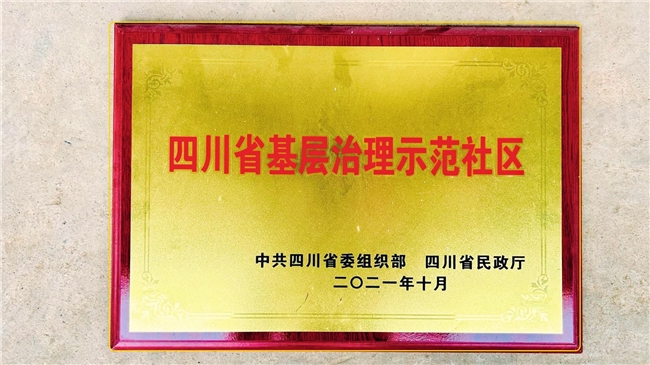 四川省基层治理示范社区
中共四川省委组织部 四川省民政厅
二〇二一年十月